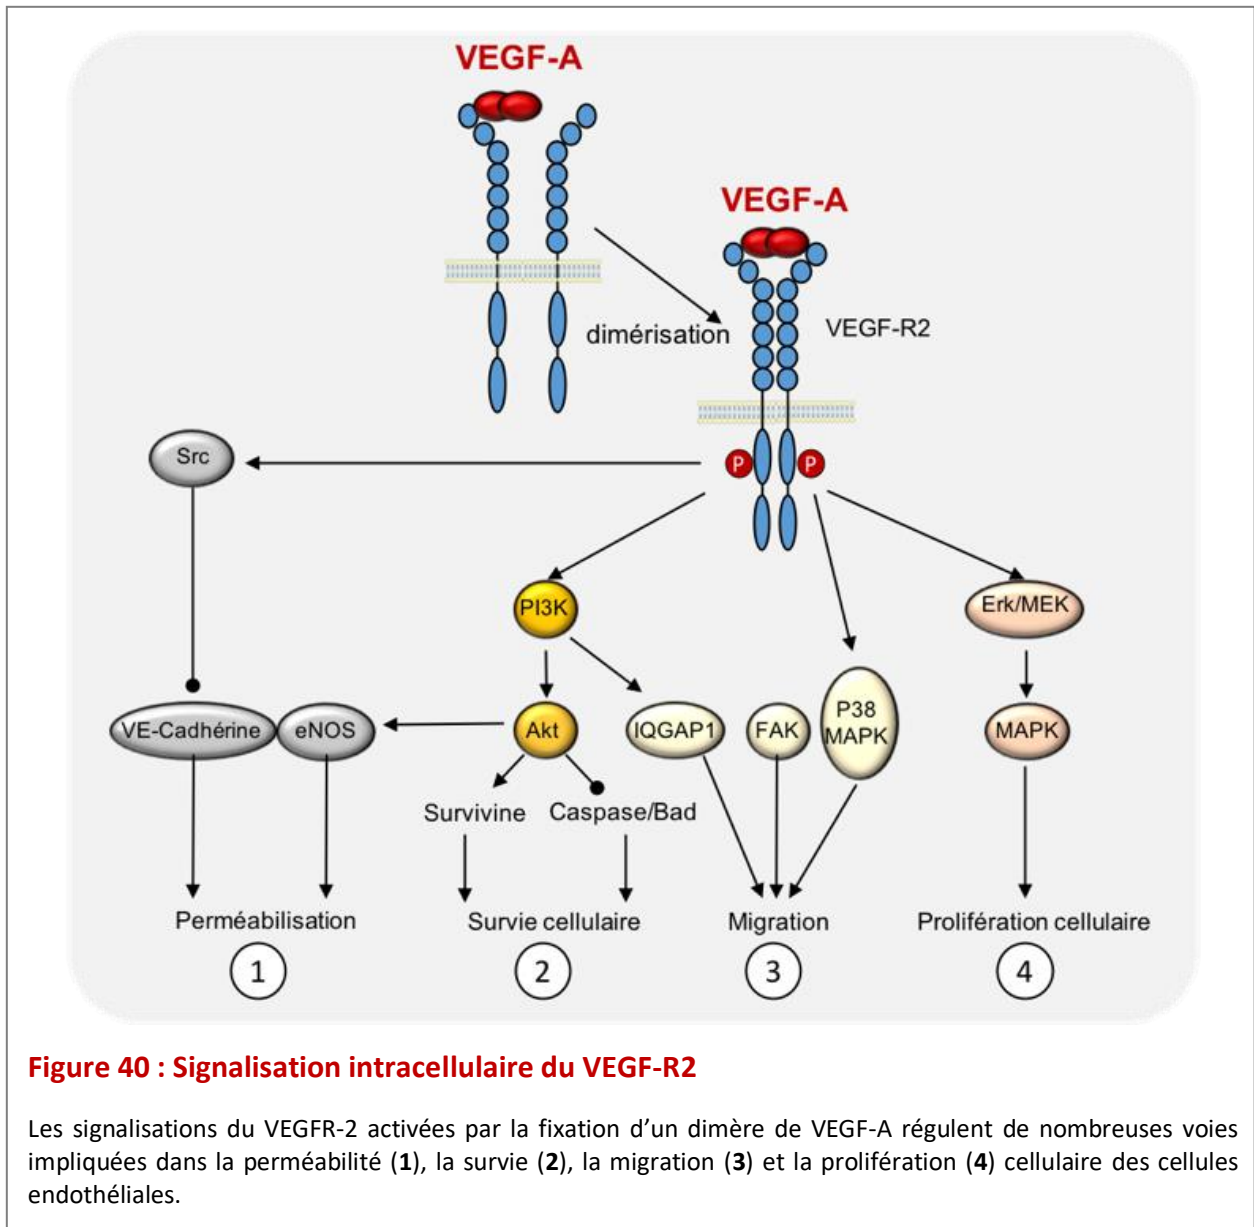 VEGF-A
VEGF-A
dimérisation
VEGF-R2
P
P
Src
PI3K
Erk/MEK
VE-Cadhérine
eNOS
Akt
IQGAP1
FAK
P38
MAPK
MAPK
Survivine
Caspase/Bad
Perméabilisation
Survie cellulaire
Migration
Prolifération cellulaire
1
2
3
4
Figure 40 : Signalisation intracellulaire du VEGF-R2
Les signalisations du VEGFR-2 activées par la fixation d’un dimère de VEGF-A régulent de nombreuses voies
impliquées dans la perméabilité (1), la survie (2), la migration (3) et la prolifération (4) cellulaire des cellules
endothéliales.